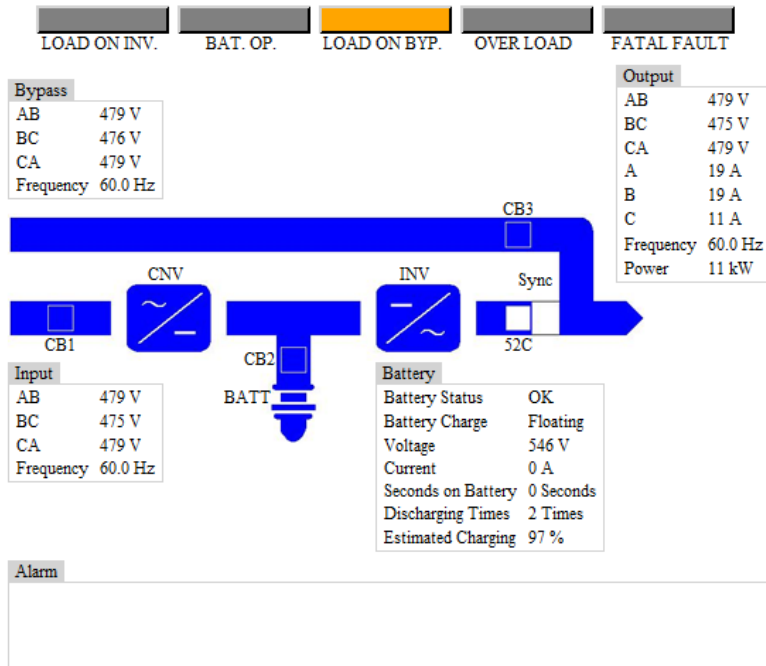 LOAD ON INV. BAT. OP. LOAD ON BYP. OVER LOAD FATAL FAULT
Bypass
AB 479 V
BC 476 V
CA 479 V
Frequency 60.0 Hz
Output
AB 479 V
BC 475 V
CA 479 V
A 19 A
B 19 A
C 11 A
Frequency 60.0 Hz
Power 11 kW
CB3
CNV
INV
Sync
CB1
CB2
52C
BATT
Input
AB 479 V
BC 475 V
CA 479 V
Frequency 60.0 Hz
Battery
Battery Status OK
Battery Charge Floating
Voltage 546 V
Current 0 A
Seconds on Battery 0 Seconds
Discharging Times 2 Times
Estimated Charging 97 %
Alarm